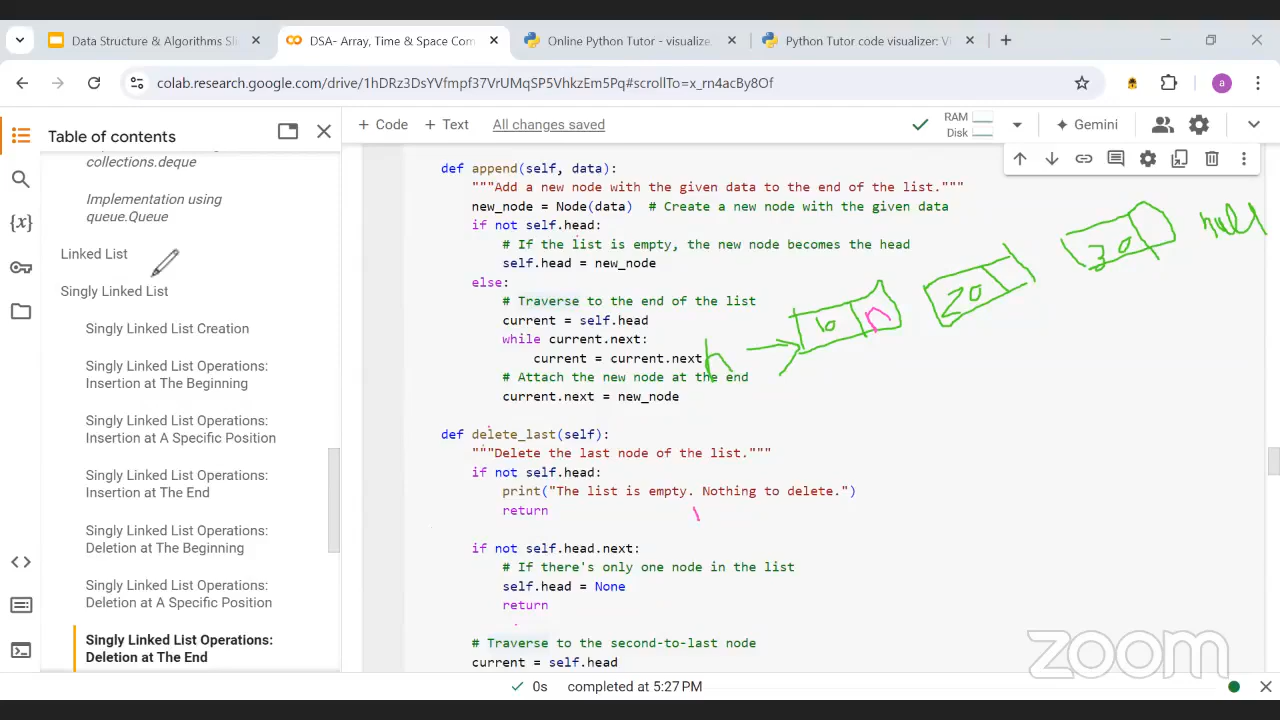 Data Structure & Algorithms Sli
DSA- Array, Time & Space Com
Online Python Tutor - visualize
Python Tutor code visualizer: Vi
colab.research.google.com/drive/1hDRz3DsYVfmpf37VrUMqSP5VhkzEm5Pq#scrollTo=x_rn4acBy8Of
a
Table of contents
+ Code
+ Text
All changes saved
RAM
Disk
Gemini
collections.deque
Implementation using
queue.Queue
Linked List
Singly Linked List
Singly Linked List Creation
Singly Linked List Operations:
Insertion at The Beginning
Singly Linked List Operations:
Insertion at A Specific Position
Singly Linked List Operations:
Insertion at The End
Singly Linked List Operations:
Deletion at The Beginning
Singly Linked List Operations:
Deletion at A Specific Position
Singly Linked List Operations:
Deletion at The End
def append(self, data):
"""Add a new node with the given data to the end of the list."""
new_node = Node(data)  # Create a new node with the given data
if not self.head:
# If the list is empty, the new node becomes the head
self.head = new_node
else:
# Traverse to the end of the list
current = self.head
while current.next:
current = current.next
# Attach the new node at the end
current.next = new_node
h
10
n
20
30
null
def delete_last(self):
"""Delete the last node of the list."""
if not self.head:
print("The list is empty. Nothing to delete.")
return
if not self.head.next:
# If there's only one node in the list
self.head = None
return
# Traverse to the second-to-last node
current = self.head
zoom
0s
completed at 5:27 PM